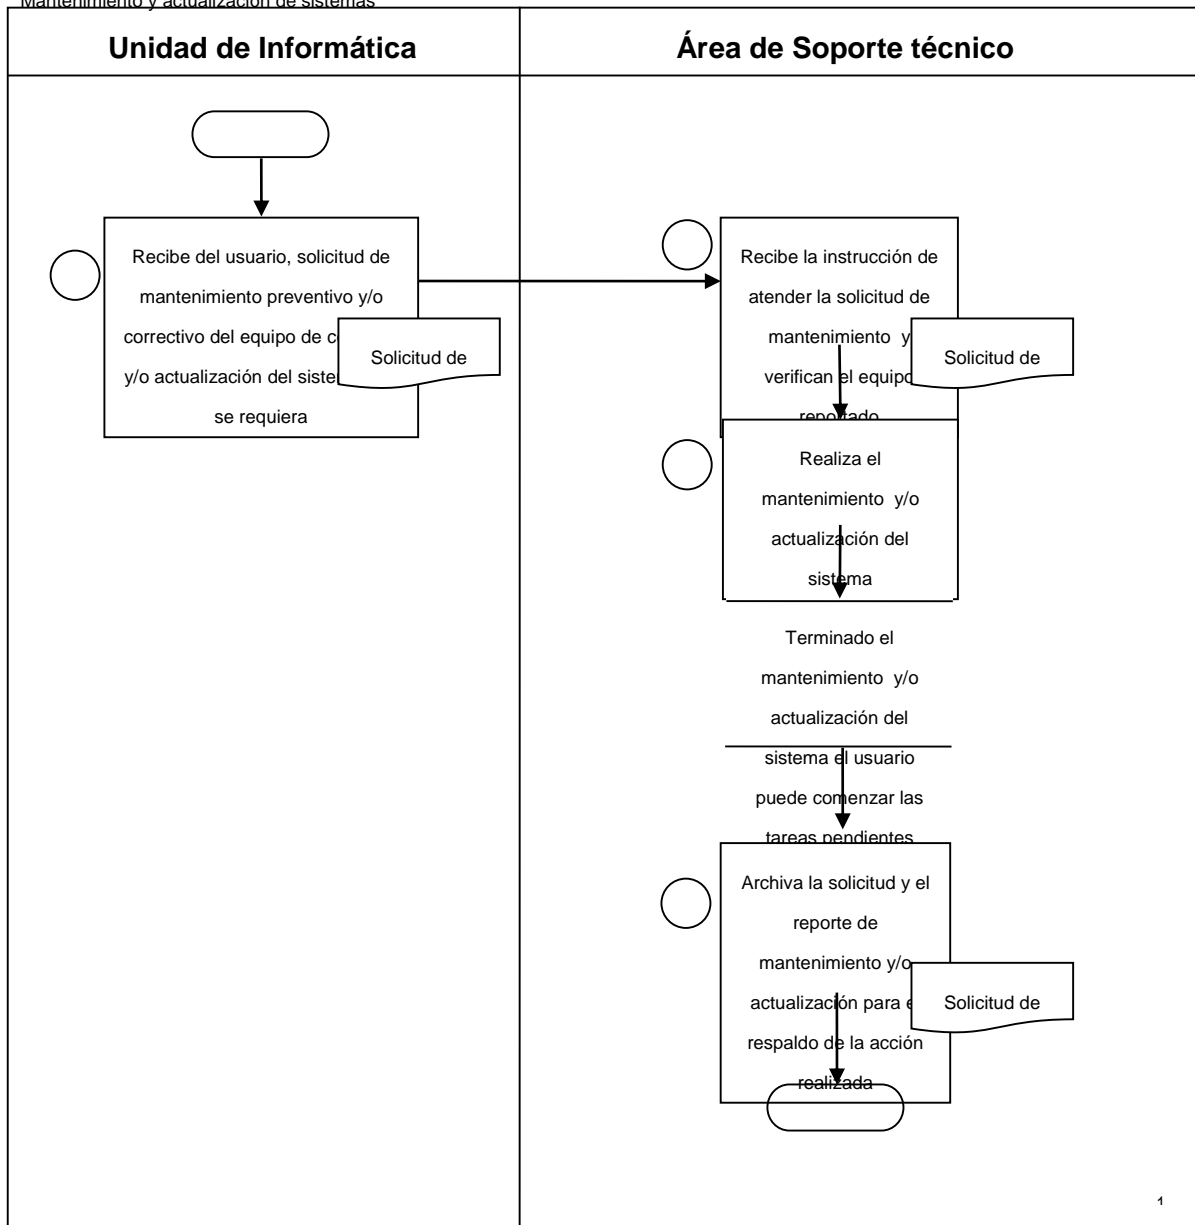 Mantenimiento y actualización de sistemas
Unidad de Informática
Área de Soporte técnico
Recibe del usuario, solicitud de
mantenimiento preventivo y/o
correctivo del equipo de
y/o actualización del
se requiera
Solicitud de
Recibe la instrucción de
atender la solicitud de
mantenimiento y
verifican el equipo
reportado
Solicitud de
Realiza el
mantenimiento y/o
actualización del
sistema
Terminado el
mantenimiento y/o
actualización del
sistema el usuario
puede comenzar las
tareas pendientes
Archiva la solicitud y el
reporte de
mantenimiento y/o
actualización para
respaldo de la acción
realizada
Solicitud de
1